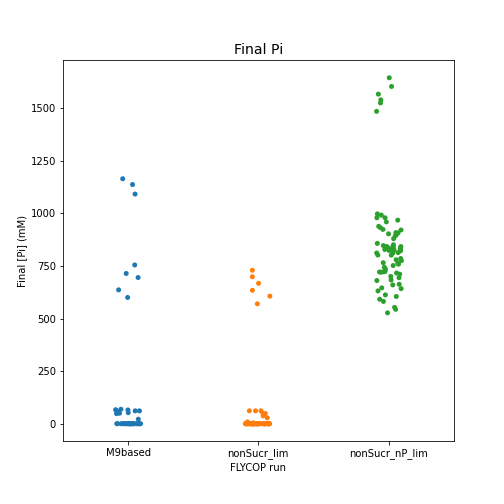 Final Pi
Final [Pi] (mM)
1500
1250
1000
750
500
250
0
M9based
nonSucr_lim
nonSucr_nP_lim
FLYCOP run